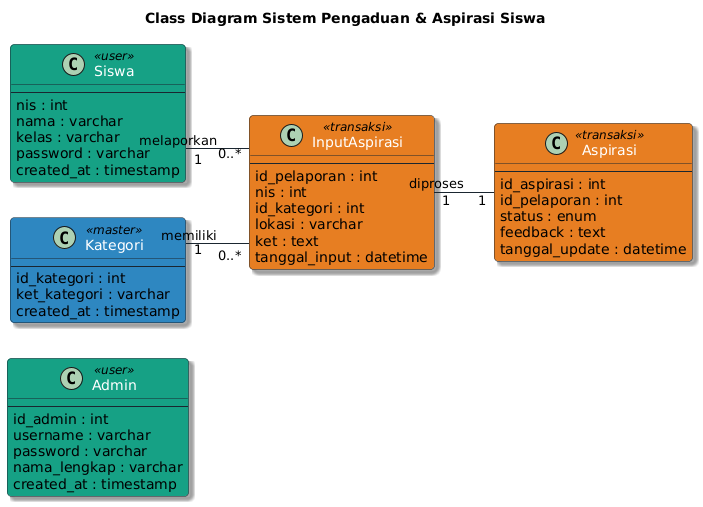 Class Diagram Sistem Pengaduan & Aspirasi Siswa
C «user»
Siswa
nis : int
nama : varchar
kelas : varchar
password : varchar
created_at : timestamp
melaporkan
1 0..*
C «master»
Kategori
id_kategori : int
ket_kategori : varchar
created_at : timestamp
memiliki
1 0..*
C «user»
Admin
id_admin : int
username : varchar
password : varchar
nama_lengkap : varchar
created_at : timestamp
C «transaksi»
InputAspirasi
id_pelaporan : int
nis : int
id_kategori : int
lokasi : varchar
ket : text
tanggal_input : datetime
diproses
1 1
C «transaksi»
Aspirasi
id_aspirasi : int
id_pelaporan : int
status : enum
feedback : text
tanggal_update : datetime